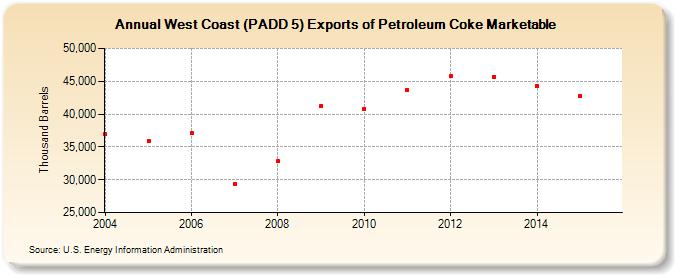 Annual West Coast (PADD 5) Exports of Petroleum Coke Marketable
Thousand Barrels
50,000
45,000
40,000
35,000
30,000
25,000
2004 2006 2008 2010 2012 2014
Source: U.S. Energy Information Administration